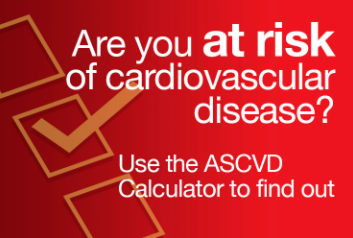 Are you at risk
of cardiovascular
disease?
Use the ASCVD
Calculator to find out